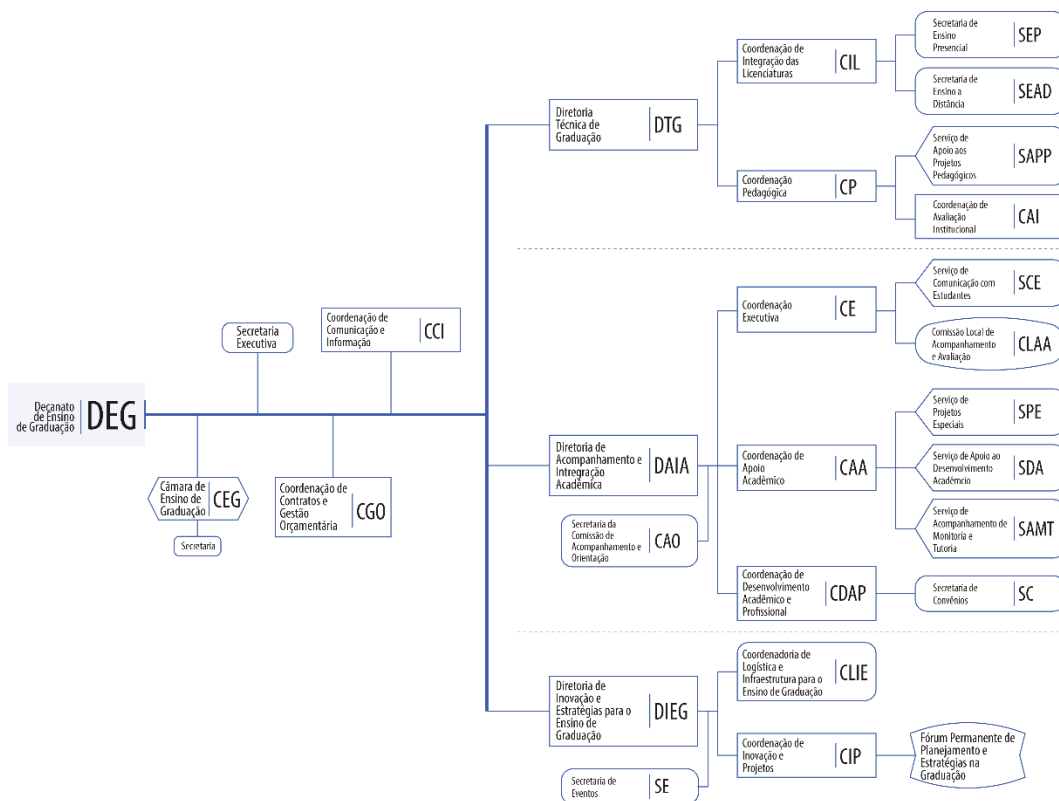 Decanato
de Ensino
de Graduação
DEG
Secretaria
Executiva
Coordenação de
Comunicação e
Informação
CCI
Câmara de
Ensino de
Graduação
CEG
Secretaria
Coordenação de
Contratos e
Gestão
Orçamentária
CGO
Diretoria
Técnica de
Graduação
DTG
Coordenação de
Integração das
Licenciaturas
CIL
Secretaria de
Ensino
Presencial
SEP
Secretaria de
Ensino a
Distância
SEAD
Coordenação
Pedagógica
CP
Serviço de
Apoio aos
Projetos
Pedagógicos
SAPP
Coordenação de
Avaliação
Institucional
CAI
Diretoria de
Acompanhamento e
Intregração
Acadêmica
DAIA
Secretaria da
Comissão de
Acompanhamento e
Orientação
CAO
Coordenação
Executiva
CE
Serviço de
Comunicação com
Estudantes
SCE
Comissão Local de
Acompanhamento
e Avaliação
CLAA
Coordenação de
Apoio
Acadêmico
CAA
Serviço de
Projetos
Especiais
SPE
Serviço de Apoio ao
Desenvolvimento
Acadêmcio
SDA
Serviço de
Acompanhamento de
Monitoria e
Tutoria
SAMT
Coordenação de
Desenvolvimento
Acadêmico e
Profissional
CDAP
Secretaria de
Convênios
SC
Diretoria de
Inovação e
Estratégias para o
Ensino de
Graduação
DIEG
Secretaria de
Eventos
SE
Coordenadoria de
Logística e
Infraestrutura para o
Ensino de Graduação
CLIE
Coordenação de
Inovação e
Projetos
CIP
Fórum Permanente de
Planejamento e
Estratégias na
Graduação